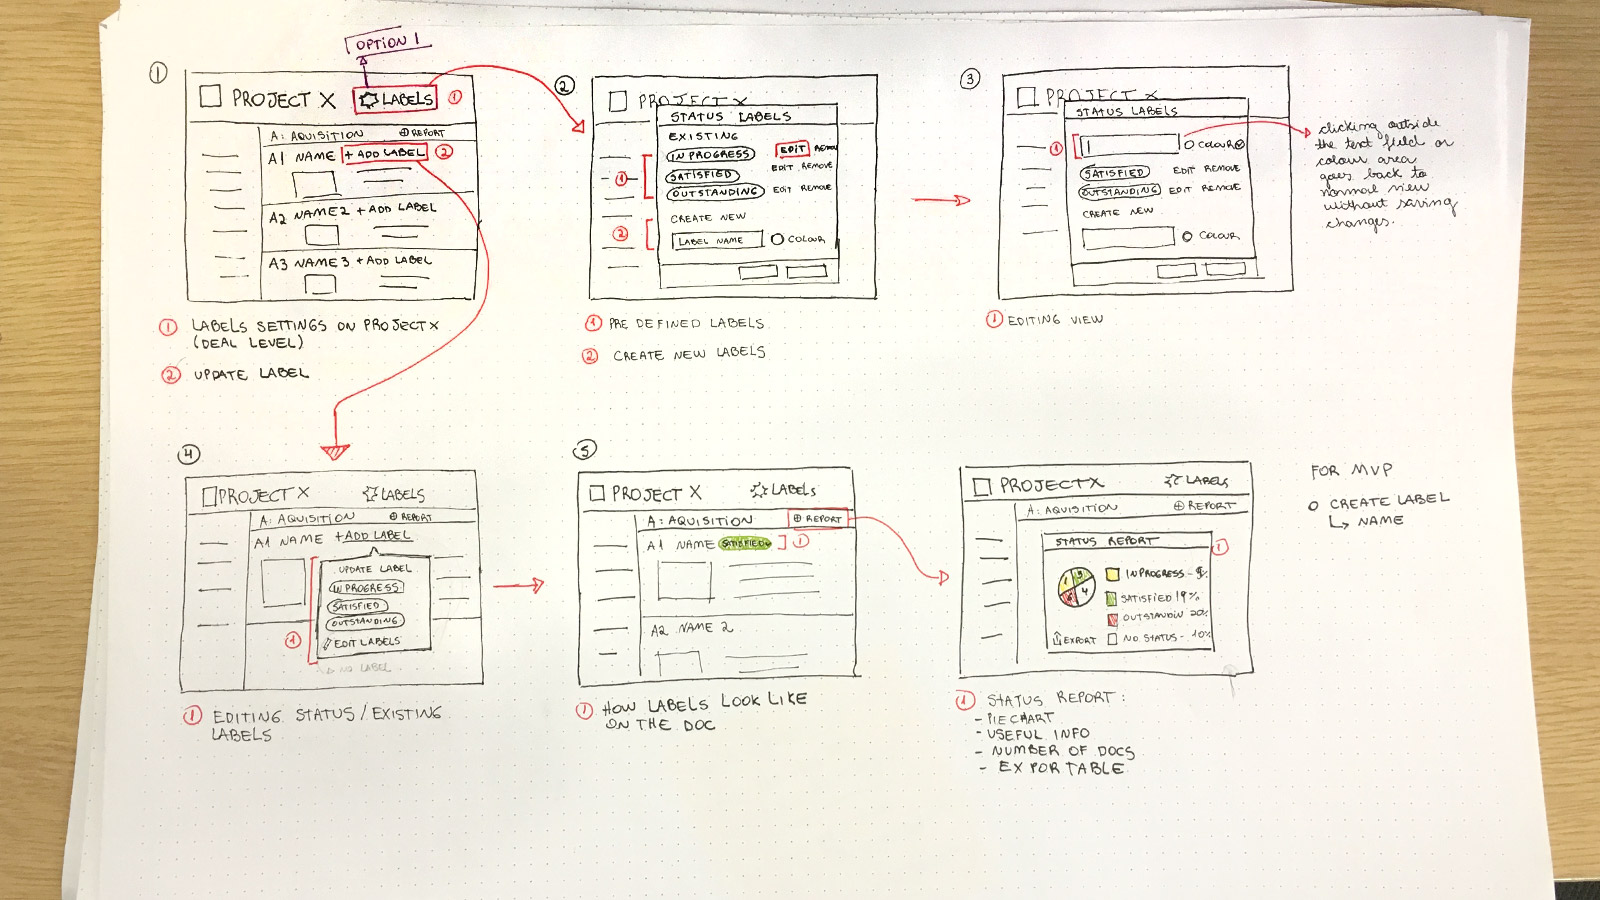 OPTION 1
1
PROJECT X
LABELS
1
A: AQUISITION
REPORT
A1 NAME
+ ADD LABEL
2
A2 NAME 2 + ADD LABEL
A3 NAME 3 + ADD LABEL
1 LABELS SETTINGS ON PROJECT X
(DEAL LEVEL)
2 UPDATE LABEL
2
PROJECT X
STATUS LABELS
EXISTING
IN PROGRESS
EDIT
SATISFIED
EDIT REMOVE
OUTSTANDING
EDIT REMOVE
1
CREATE NEW
2
LABEL NAME
COLOUR
1 PRE DEFINED LABELS
2 CREATE NEW LABELS
3
PROJECT X
STATUS LABELS
1
COLOUR
SATISFIED
EDIT REMOVE
OUTSTANDING
EDIT REMOVE
CREATE NEW
COLOUR
1 EDITING VIEW
clicking outside
the text field or
colour area
goes back to
normal view
without saving
changes.
4
PROJECT X
LABELS
A: AQUISITION
REPORT
A1 NAME +ADD LABEL
UPDATE LABEL
IN PROGRESS
SATISFIED
OUTSTANDING
EDIT LABELS
NO LABEL
1
1 EDITING STATUS/EXISTING
LABELS
5
PROJECT X
LABELS
A: AQUISITION
REPORT
A1 NAME
SATISFIED
1
A2 NAME 2
1 HOW LABELS LOOK LIKE
ON THE DOC
PROJECT X
LABELS
A: AQUISITION
REPORT
STATUS REPORT
1
IN PROGRESS -
SATISFIED 19%
20%
EXPORT
NO STATUS - 10%
1 STATUS REPORT:
- PIECHART
- USEFUL INFO
- NUMBER OF DOCS
- EXPORTABLE
FOR MVP
O CREATE LABEL
NAME